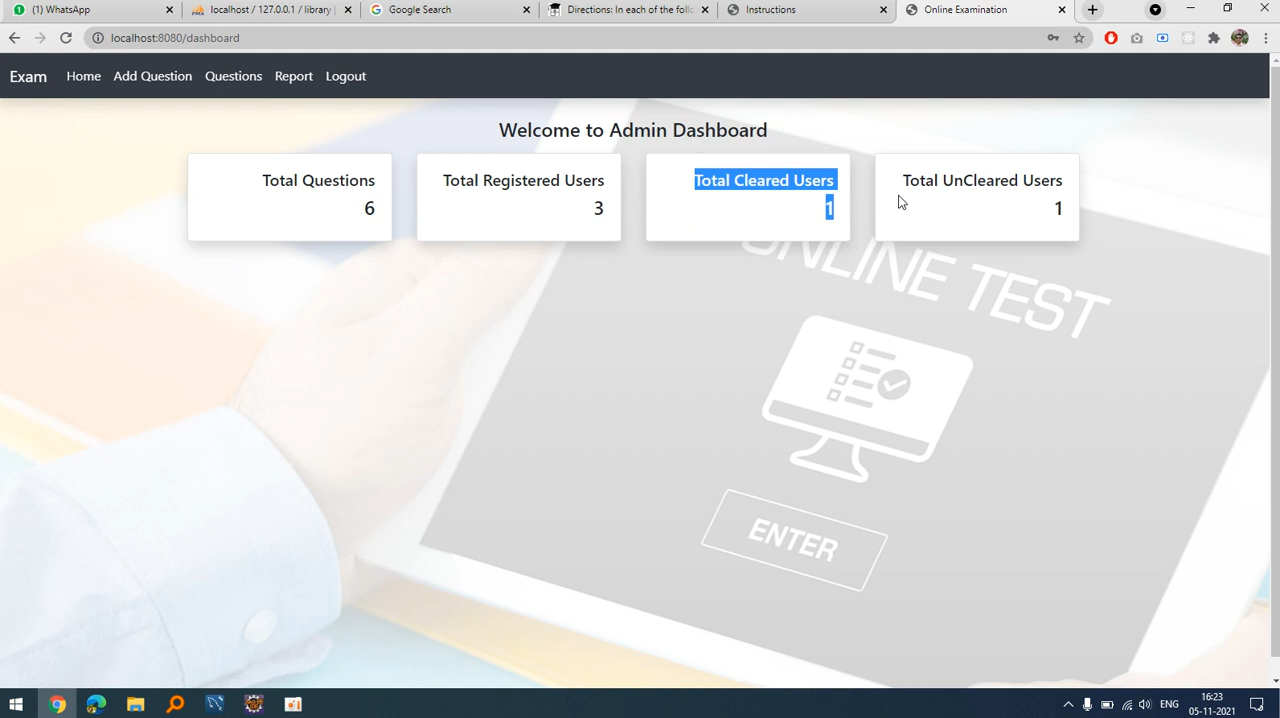 (1) WhatsApp
localhost / 127.0.0.1 / library |
Google Search
Directions: In each of the follo
Instructions
Online Examination
localhost:8080/dashboard
Exam Home Add Question Questions Report Logout
Welcome to Admin Dashboard
Total Questions
6
Total Registered Users
3
Total Cleared Users
1
Total UnCleared Users
1
ONLINE TEST
ENTER
ENG
16:23
05-11-2021